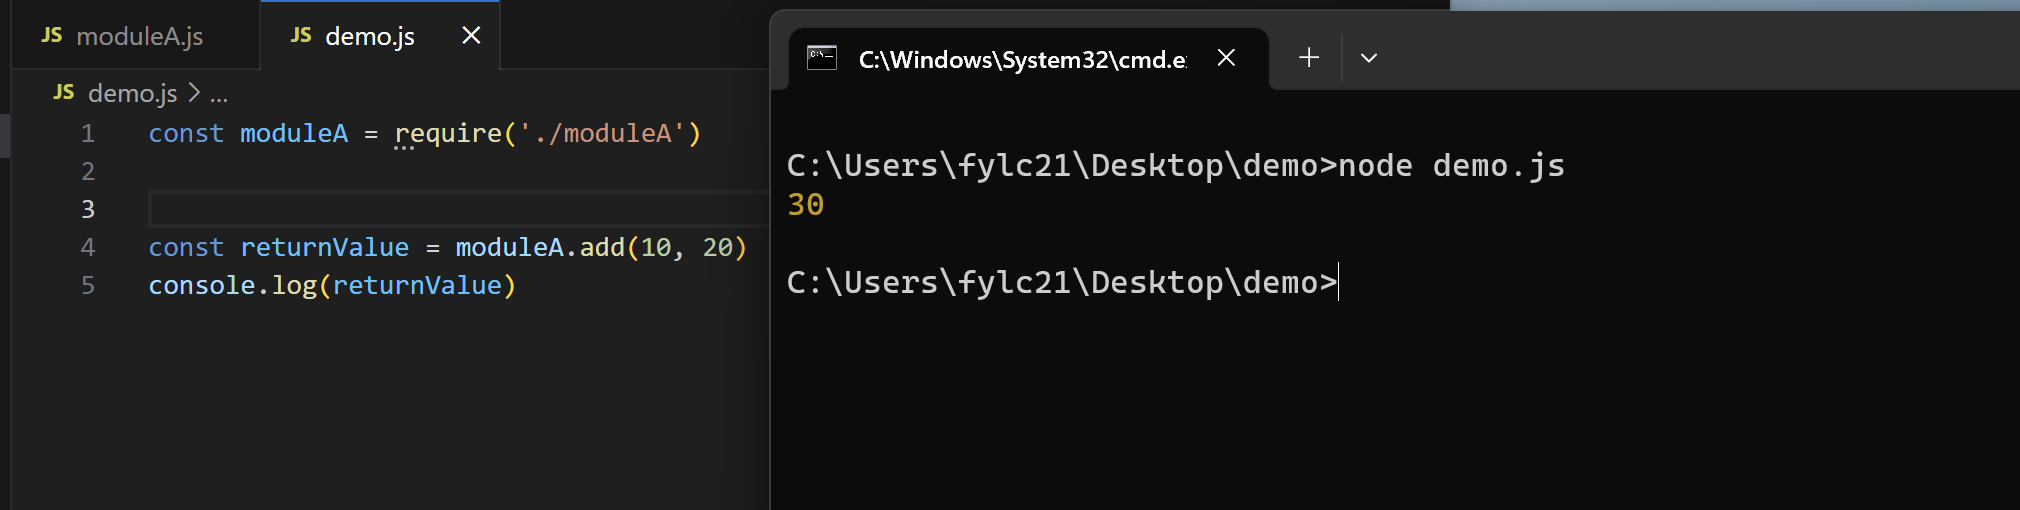 JS moduleA.js
JS demo.js
JS demo.js > ...
1 const moduleA = require('./moduleA')
2
3
4 const returnValue = moduleA.add(10, 20)
5 console.log(returnValue)
C:\Windows\System32\cmd.e
C:\Users\fylc21\Desktop\demo>node demo.js
30
C:\Users\fylc21\Desktop\demo>